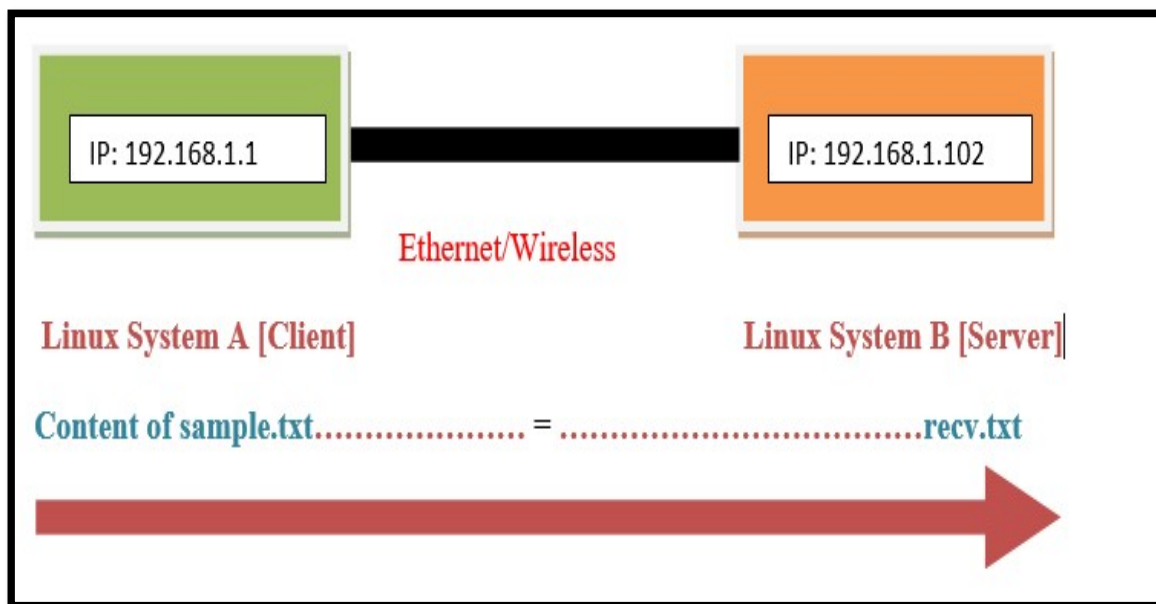 IP: 192.168.1.1
IP: 192.168.1.102
Ethernet/Wireless
Linux System A [Client]
Linux System B [Server]
Content of sample.txt..................... = ....................................recv.txt